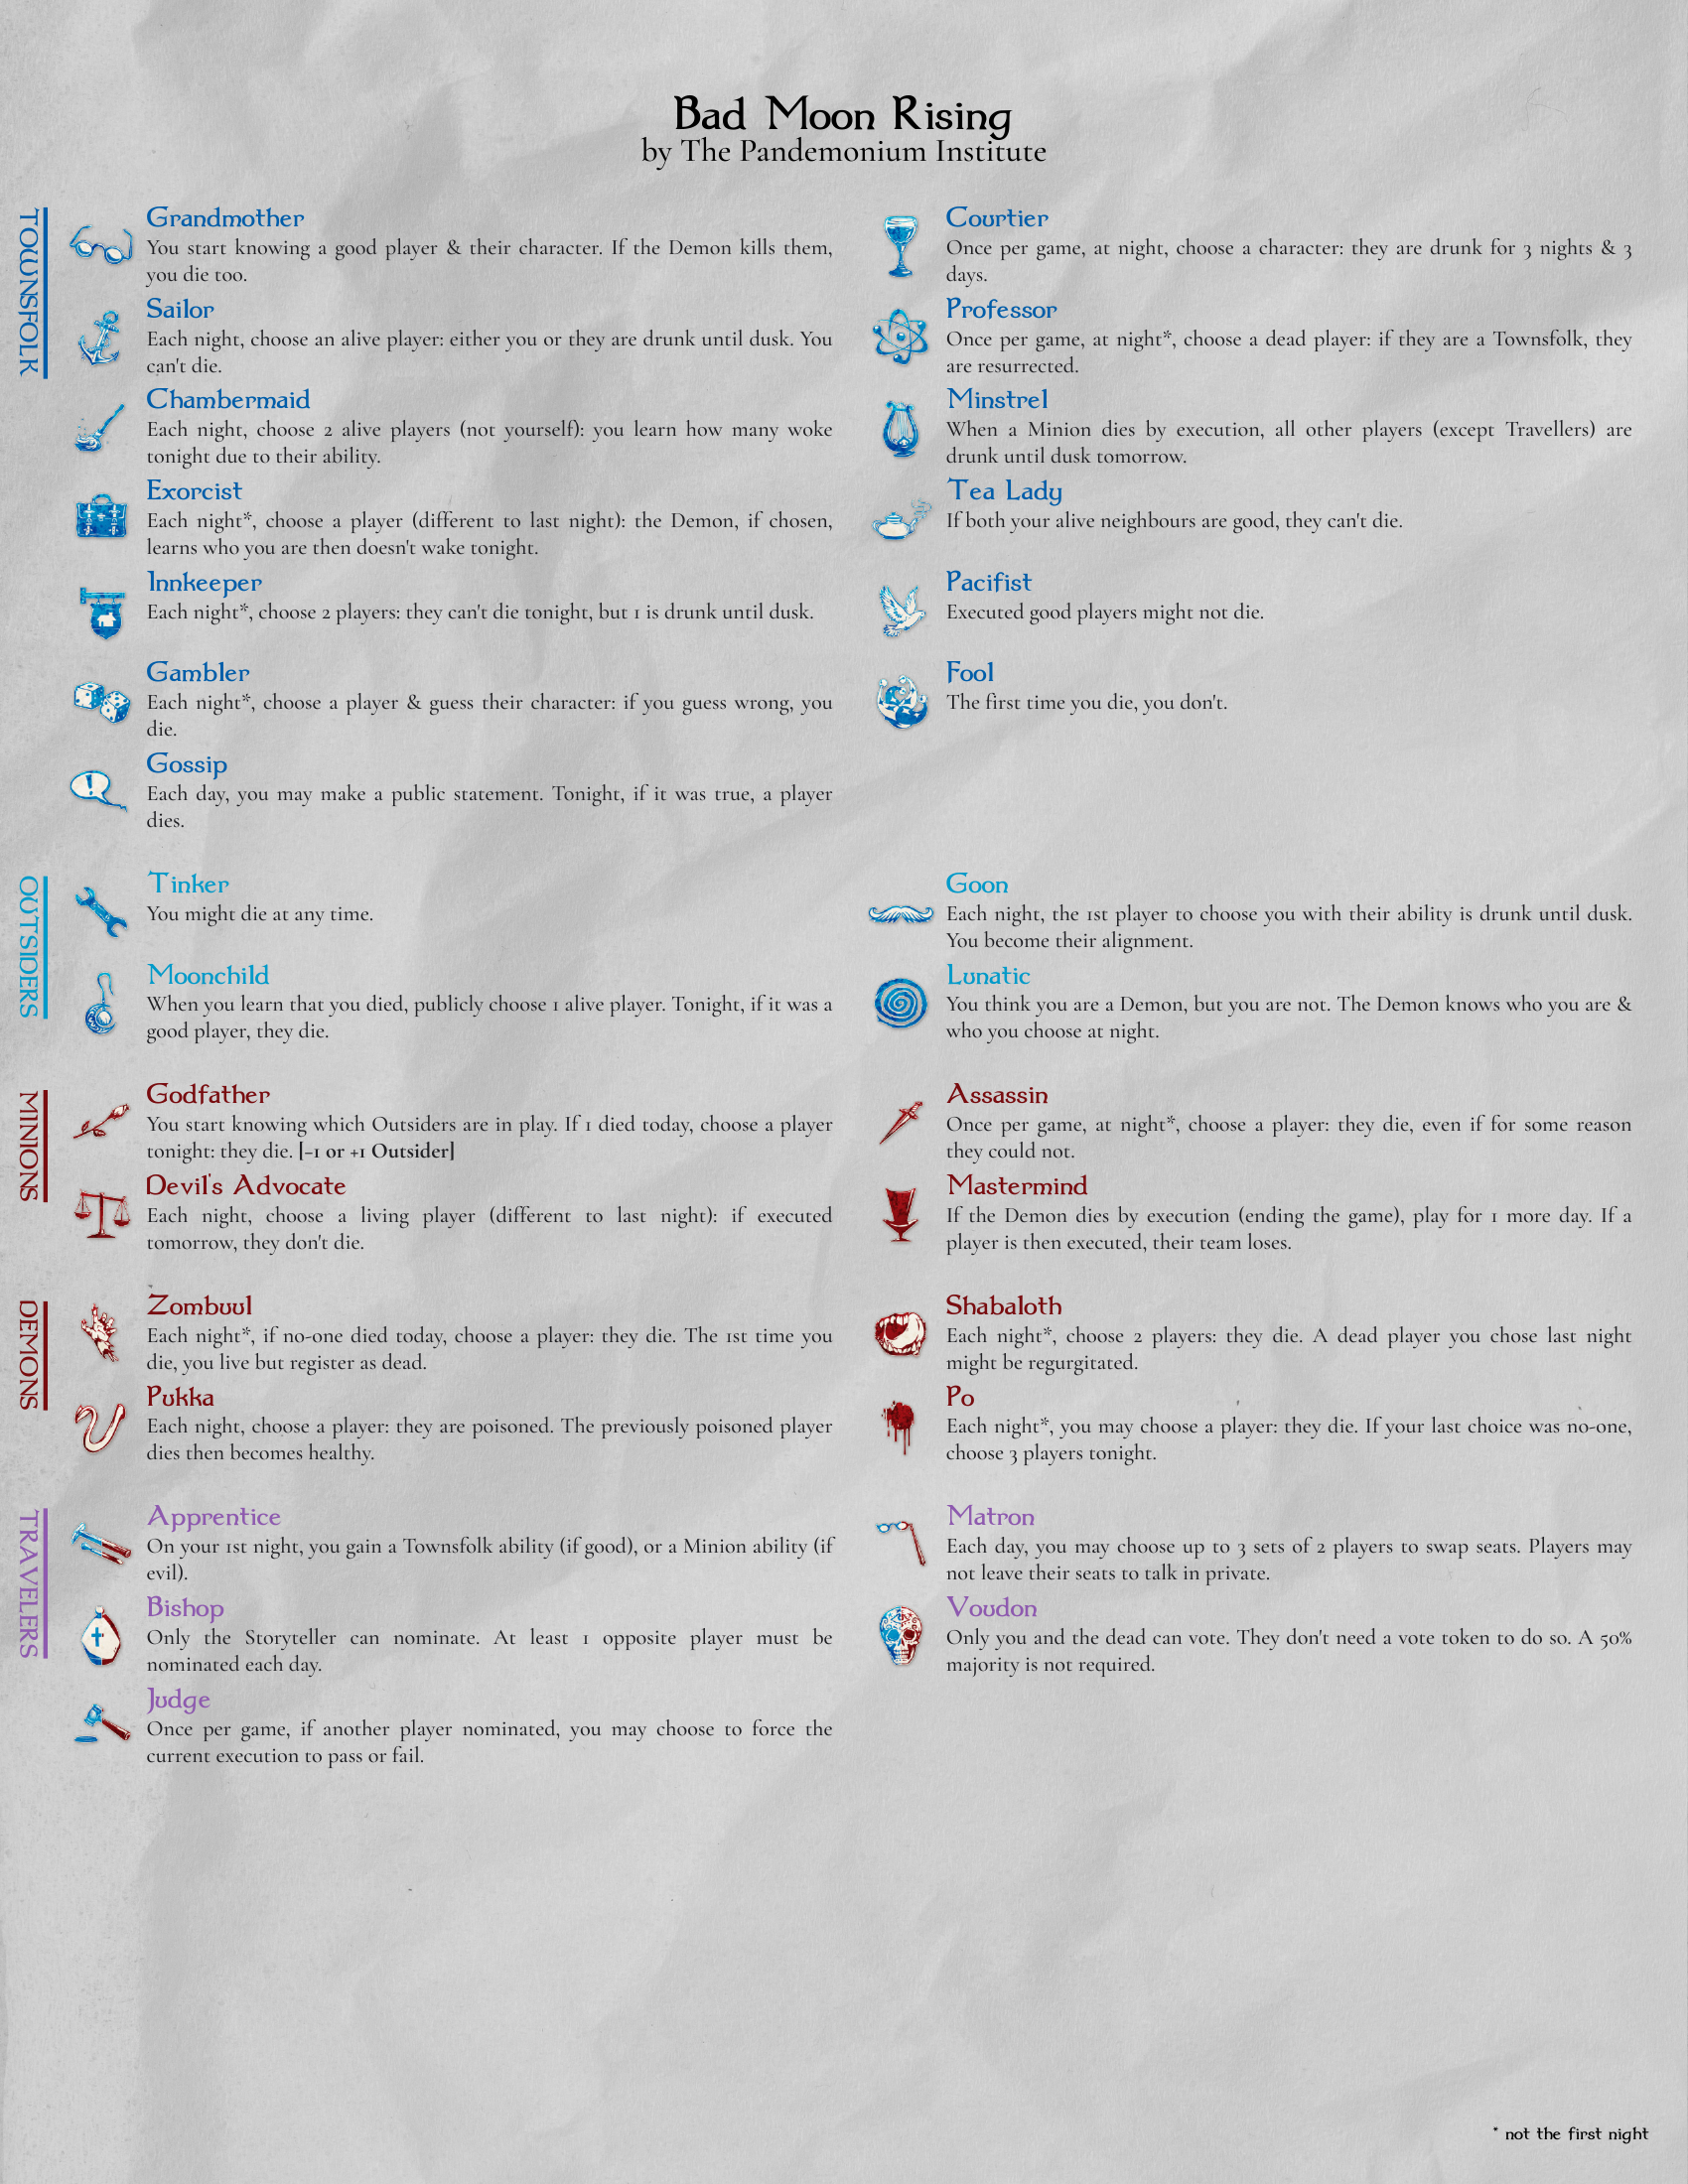 Bad Moon Rising
by The Pandemonium Institute
TOWNSFOLK
Grandmother
You start knowing a good player & their character. If the Demon kills them,
you die too.
Sailor
Each night, choose an alive player: either you or they are drunk until dusk. You
can't die.
Chambermaid
Each night, choose 2 alive players (not yourself): you learn how many woke
tonight due to their ability.
Exorcist
Each night*, choose a player (different to last night): the Demon, if chosen,
learns who you are then doesn't wake tonight.
Innkeeper
Each night*, choose 2 players: they can't die tonight, but 1 is drunk until dusk.
Gambler
Each night*, choose a player & guess their character: if you guess wrong, you
die.
Gossip
Each day, you may make a public statement. Tonight, if it was true, a player
dies.
Courtier
Once per game, at night, choose a character: they are drunk for 3 nights & 3
days.
Professor
Once per game, at night*, choose a dead player: if they are a Townsfolk, they
are resurrected.
Minstrel
When a Minion dies by execution, all other players (except Travellers) are
drunk until dusk tomorrow.
Tea Lady
If both your alive neighbours are good, they can't die.
Pacifist
Executed good players might not die.
Fool
The first time you die, you don't.
OUTSIDERS
Tinker
You might die at any time.
Moonchild
When you learn that you died, publicly choose 1 alive player. Tonight, if it was a
good player, they die.
Goon
Each night, the 1st player to choose you with their ability is drunk until dusk.
You become their alignment.
Lunatic
You think you are a Demon, but you are not. The Demon knows who you are &
who you choose at night.
MINIONS
Godfather
You start knowing which Outsiders are in play. If 1 died today, choose a player
tonight: they die. [−1 or +1 Outsider]
Devil's Advocate
Each night, choose a living player (different to last night): if executed
tomorrow, they don't die.
Assassin
Once per game, at night*, choose a player: they die, even if for some reason
they could not.
Mastermind
If the Demon dies by execution (ending the game), play for 1 more day. If a
player is then executed, their team loses.
DEMONS
Zombuul
Each night*, if no-one died today, choose a player: they die. The 1st time you
die, you live but register as dead.
Pukka
Each night, choose a player: they are poisoned. The previously poisoned player
dies then becomes healthy.
Shabaloth
Each night*, choose 2 players: they die. A dead player you chose last night
might be regurgitated.
Po
Each night*, you may choose a player: they die. If your last choice was no-one,
choose 3 players tonight.
TRAVELERS
Apprentice
On your 1st night, you gain a Townsfolk ability (if good), or a Minion ability (if
evil).
Bishop
Only the Storyteller can nominate. At least 1 opposite player must be
nominated each day.
Judge
Once per game, if another player nominated, you may choose to force the
current execution to pass or fail.
Matron
Each day, you may choose up to 3 sets of 2 players to swap seats. Players may
not leave their seats to talk in private.
Voudon
Only you and the dead can vote. They don't need a vote token to do so. A 50%
majority is not required.
* not the first night